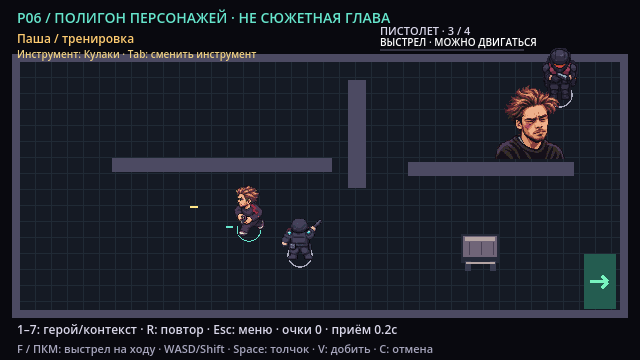 P06 / ПОЛИГОН ПЕРСОНАЖЕЙ · НЕ СЮЖЕТНАЯ ГЛАВА
Паша / тренировка
ПИСТОЛЕТ · 3 / 4
ВЫСТРЕЛ · МОЖНО ДВИГАТЬСЯ
Инструмент: Кулаки · Tab: сменить инструмент
1–7: герой/контекст · R: повтор · Esc: меню · очки 0 · приём 0.2с
F / ПКМ: выстрел на ходу · WASD/Shift · Space: толчок · V: добить · C: отмена